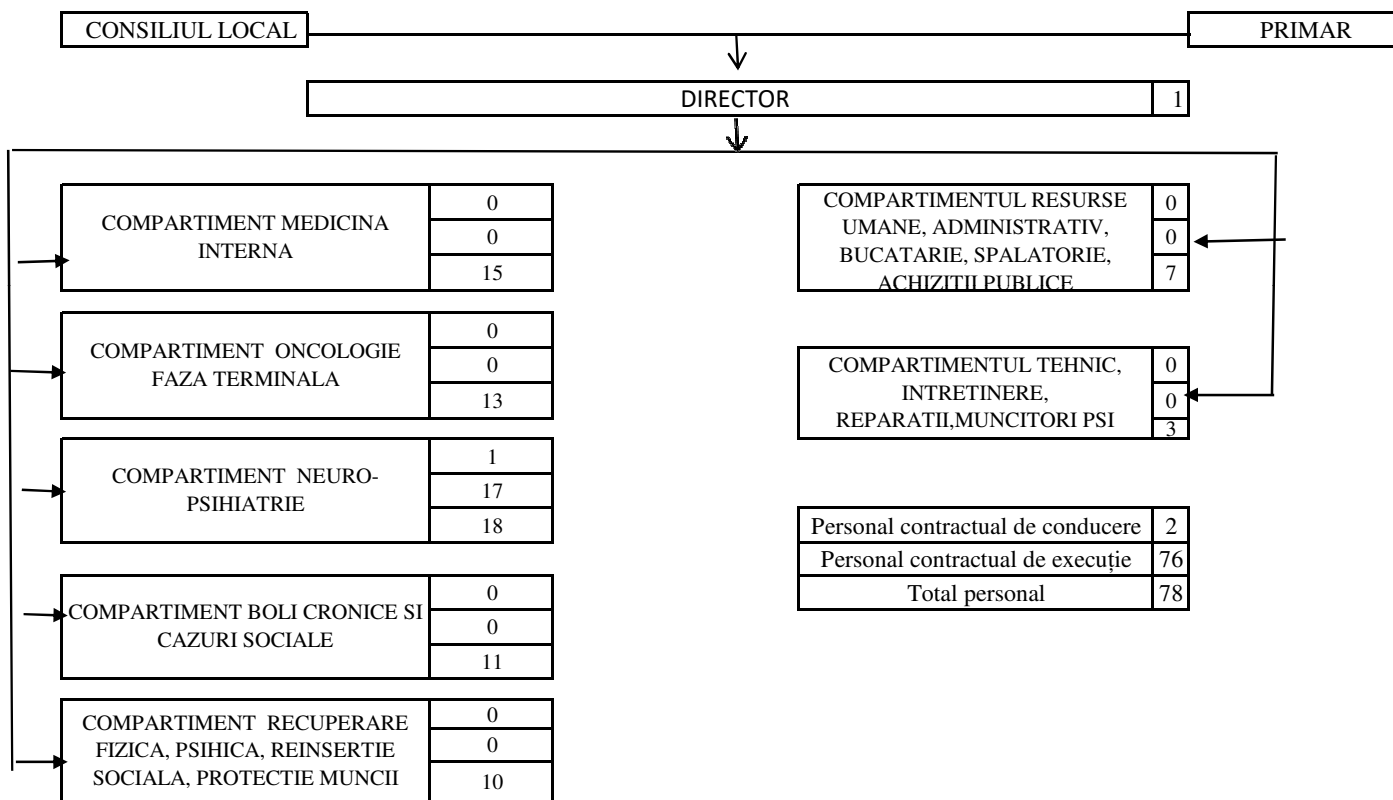 CONSILIUL LOCAL
PRIMAR
DIRECTOR 1
COMPARTIMENT MEDICINA
INTERNA
0
0
15
COMPARTIMENT ONCOLOGIE
FAZA TERMINALA
0
0
13
COMPARTIMENT NEURO-
PSIHIATRIE
1
17
18
COMPARTIMENT BOLI CRONICE SI
CAZURI SOCIALE
0
0
11
COMPARTIMENT RECUPERARE
FIZICA, PSIHICA, REINSERTIE
SOCIALA, PROTECTIE MUNCII
0
0
10
COMPARTIMENTUL RESURSE
UMANE, ADMINISTRATIV,
BUCATARIE, SPALATORIE,
ACHIZITII PUBLICE
0
0
7
COMPARTIMENTUL TEHNIC,
INTRETINERE,
REPARATII,MUNCITORI PSI
0
0
3
Personal contractual de conducere 2
Personal contractual de execuție 76
Total personal 78